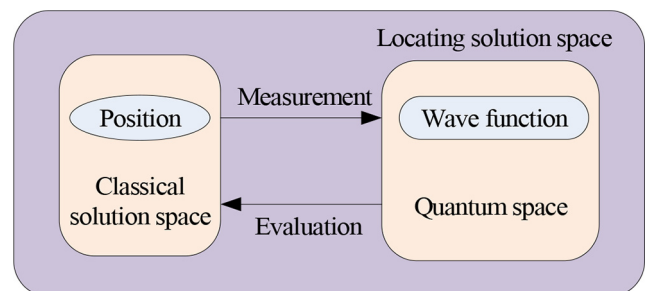 Locating solution space
Measurement
Position
Wave function
Classical
solution space
Quantum space
Evaluation